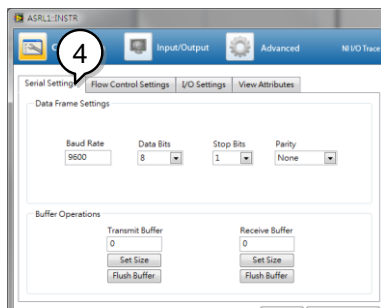 ASRL1::INSTR
C
Input/Output
Advanced
NI I/O Trace
4
Serial Setting
Flow Control Settings
I/O Settings
View Attributes
Data Frame Settings
Baud Rate
Data Bits
Stop Bits
Parity
9600
8
1
None
Buffer Operations
Transmit Buffer
Receive Buffer
0
0
Set Size
Set Size
Flush Buffer
Flush Buffer